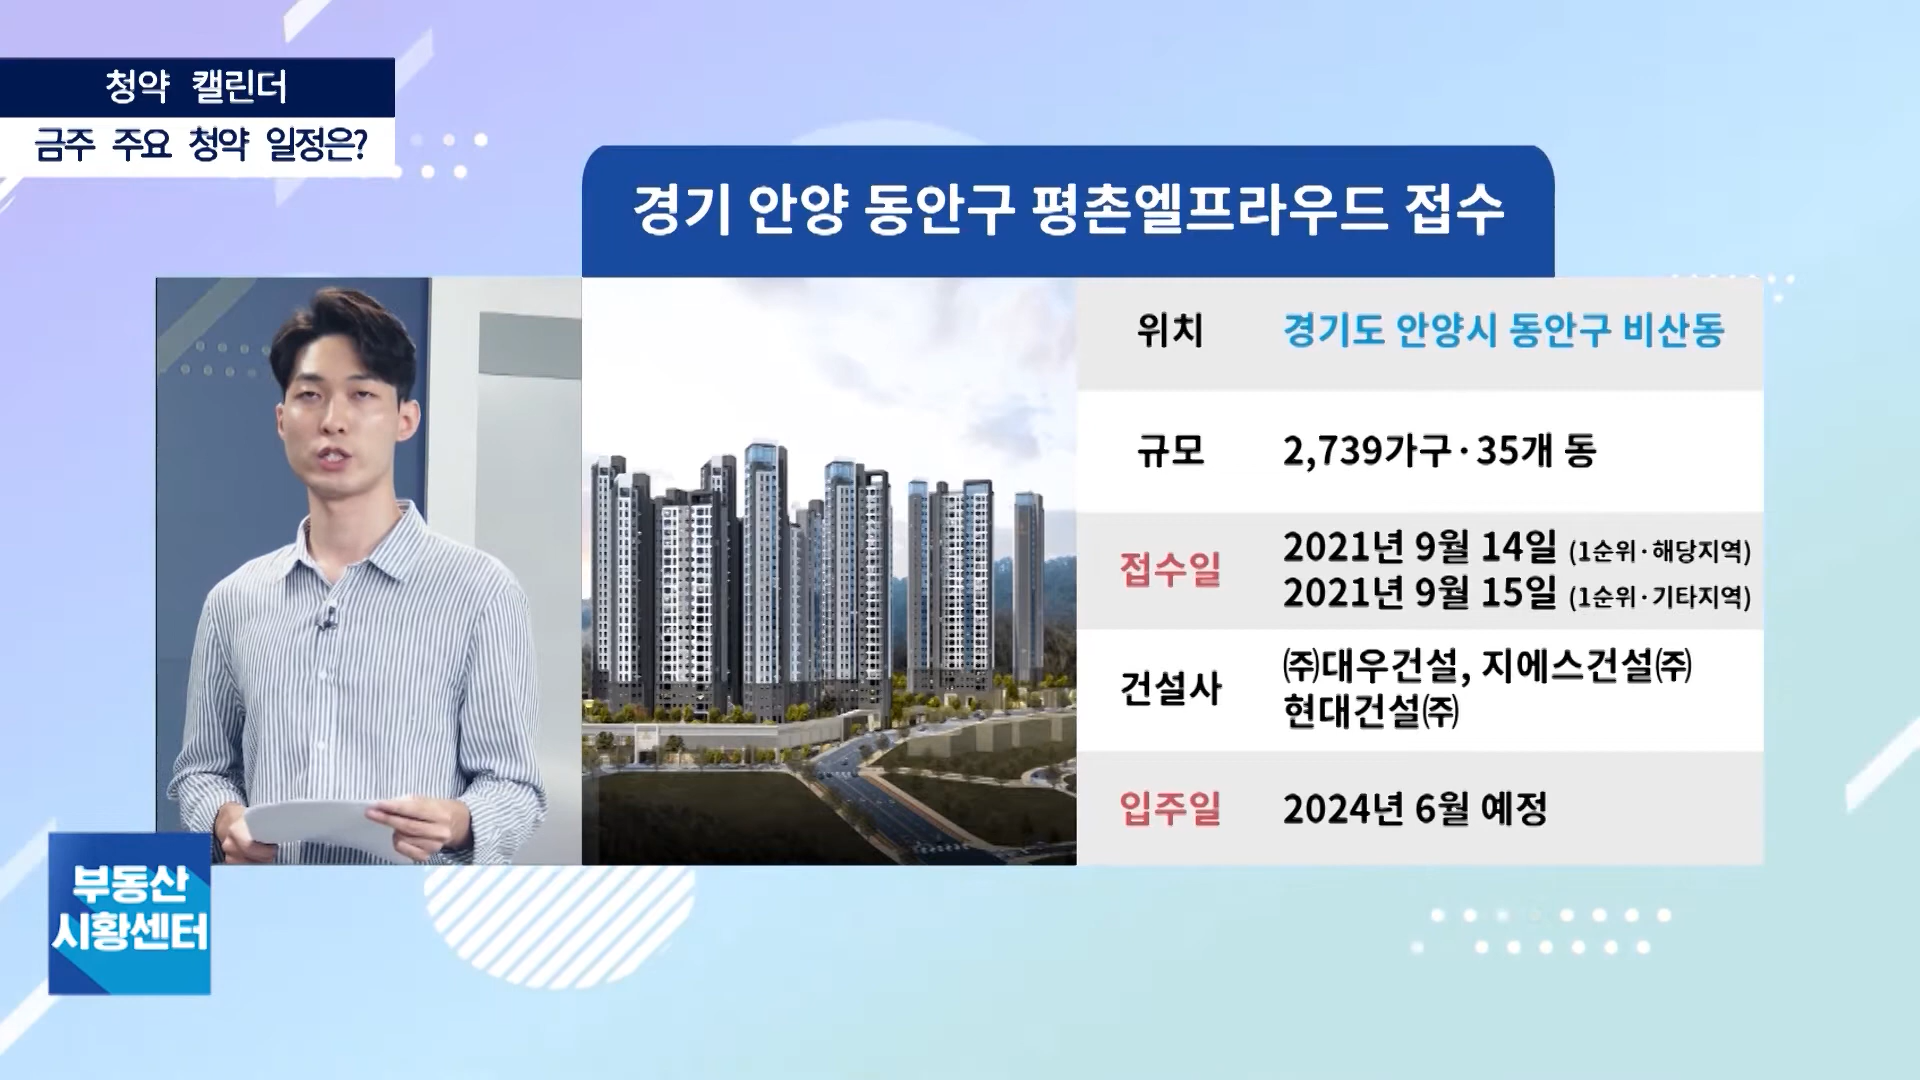 청약 캘린더
금주 주요 청약 일정은?
경기 안양 동안구 평촌엘프라우드 접수
위치 경기도 안양시 동안구 비산동
규모 2,739가구·35개 동
접수일
2021년 9월 14일 (1순위·해당지역)
2021년 9월 15일 (1순위·기타지역)
건설사
㈜대우건설, 지에스건설㈜
현대건설㈜
입주일 2024년 6월 예정
부동산
시황센터